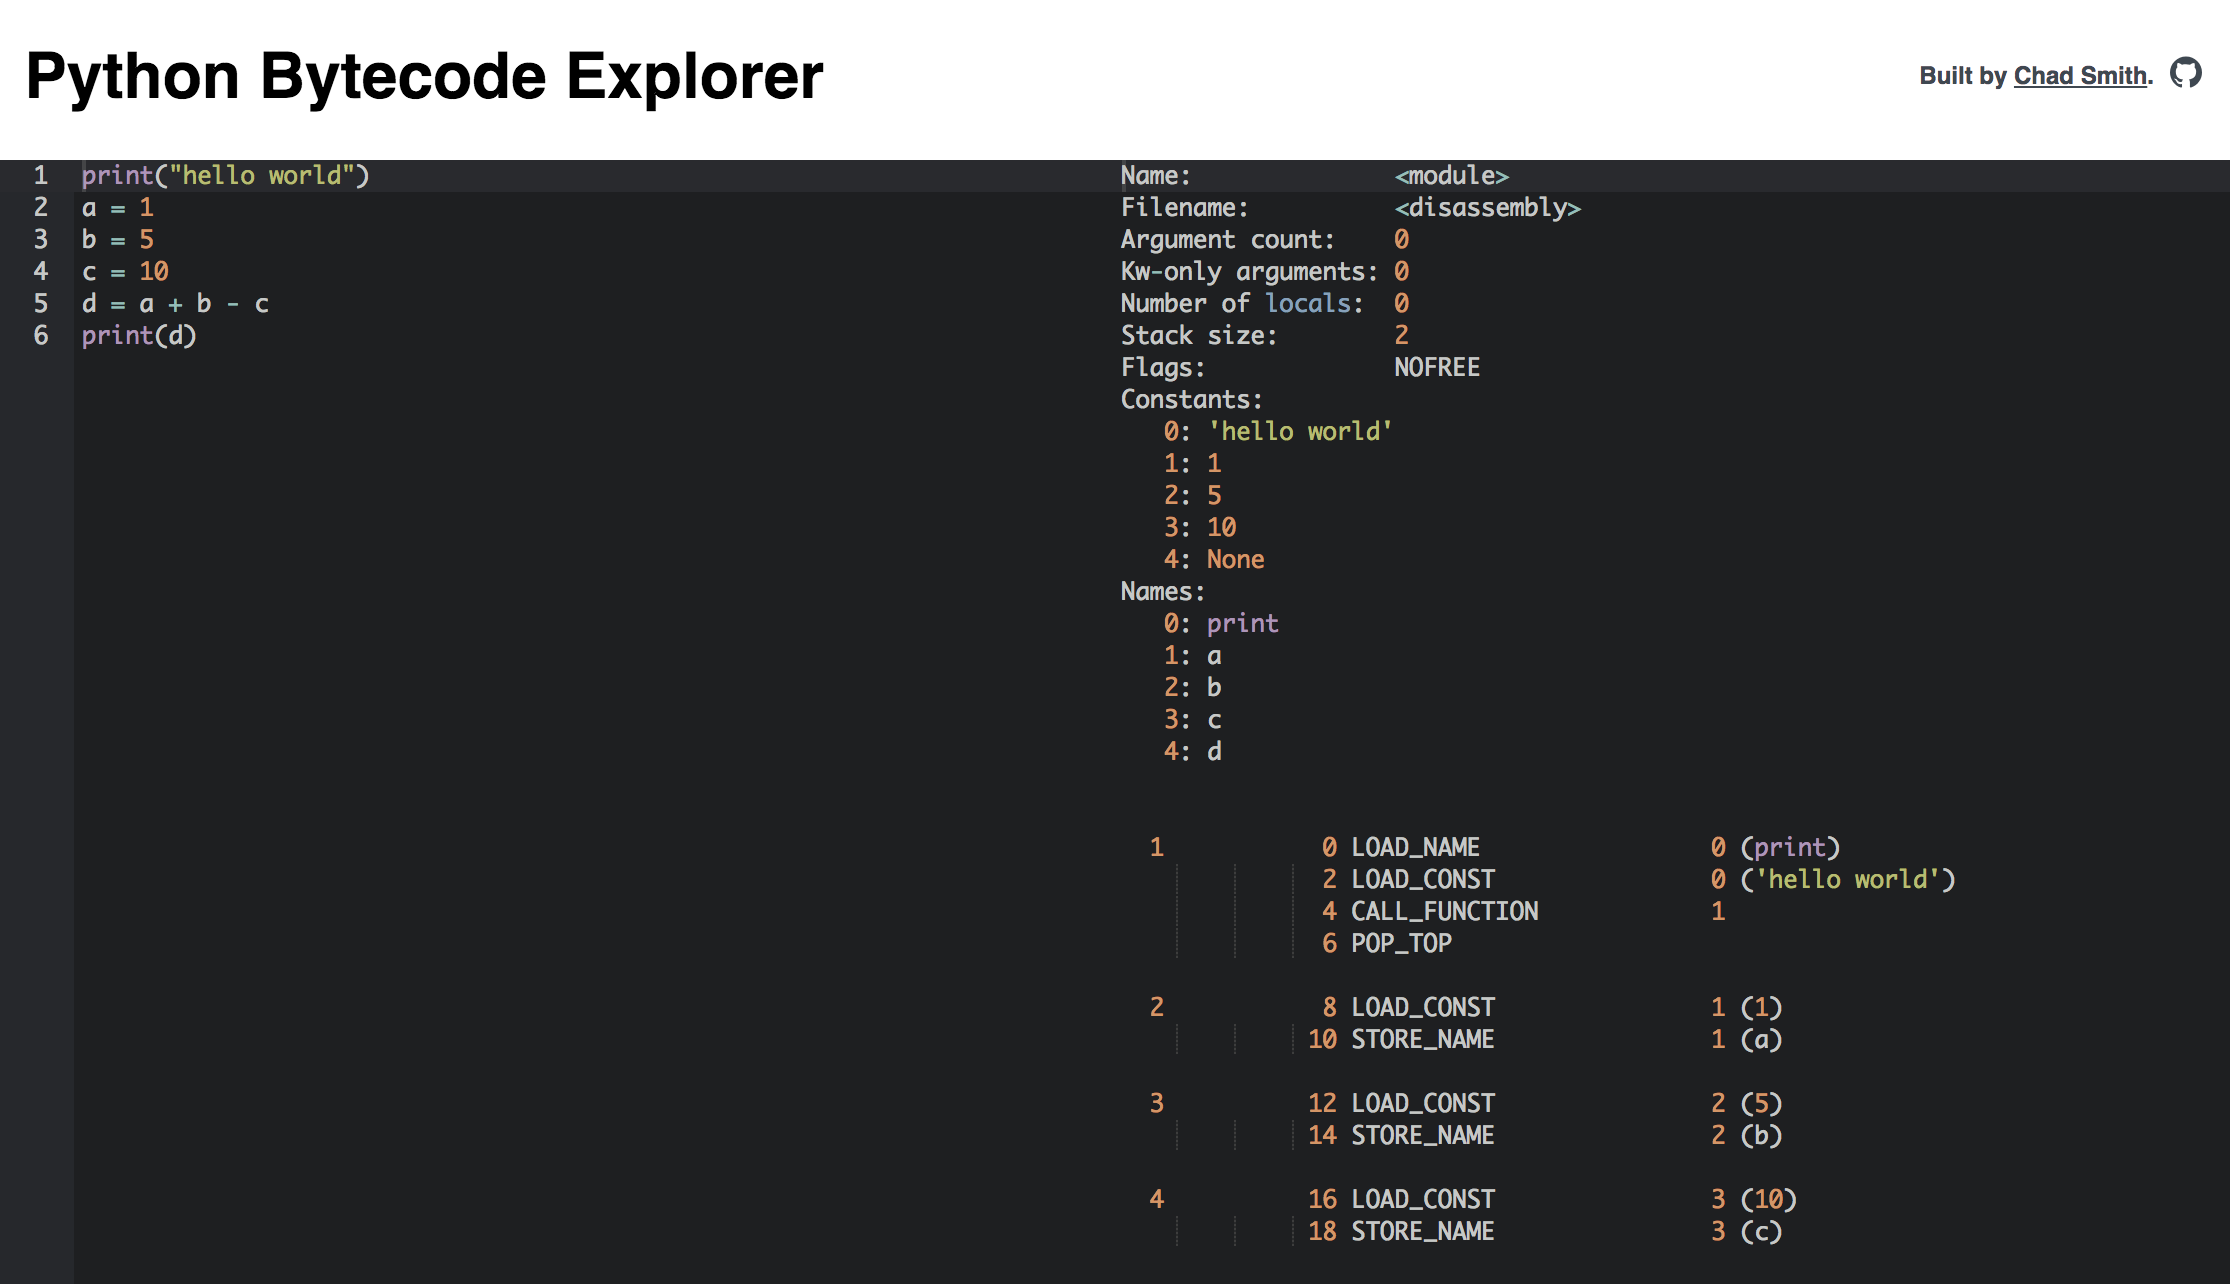 Python Bytecode Explorer
Built by Chad Smith.
1 print("hello world")
2 a = 1
3 b = 5
4 c = 10
5 d = a + b - c
6 print(d)
Name: <module>
Filename: <disassembly>
Argument count: 0
Kw-only arguments: 0
Number of locals: 0
Stack size: 2
Flags: NOFREE
Constants:
0: 'hello world'
1: 1
2: 5
3: 10
4: None
Names:
0: print
1: a
2: b
3: c
4: d
1 0 LOAD_NAME 0 (print)
2 LOAD_CONST 0 ('hello world')
4 CALL_FUNCTION 1
6 POP_TOP
2 8 LOAD_CONST 1 (1)
10 STORE_NAME 1 (a)
3 12 LOAD_CONST 2 (5)
14 STORE_NAME 2 (b)
4 16 LOAD_CONST 3 (10)
18 STORE_NAME 3 (c)